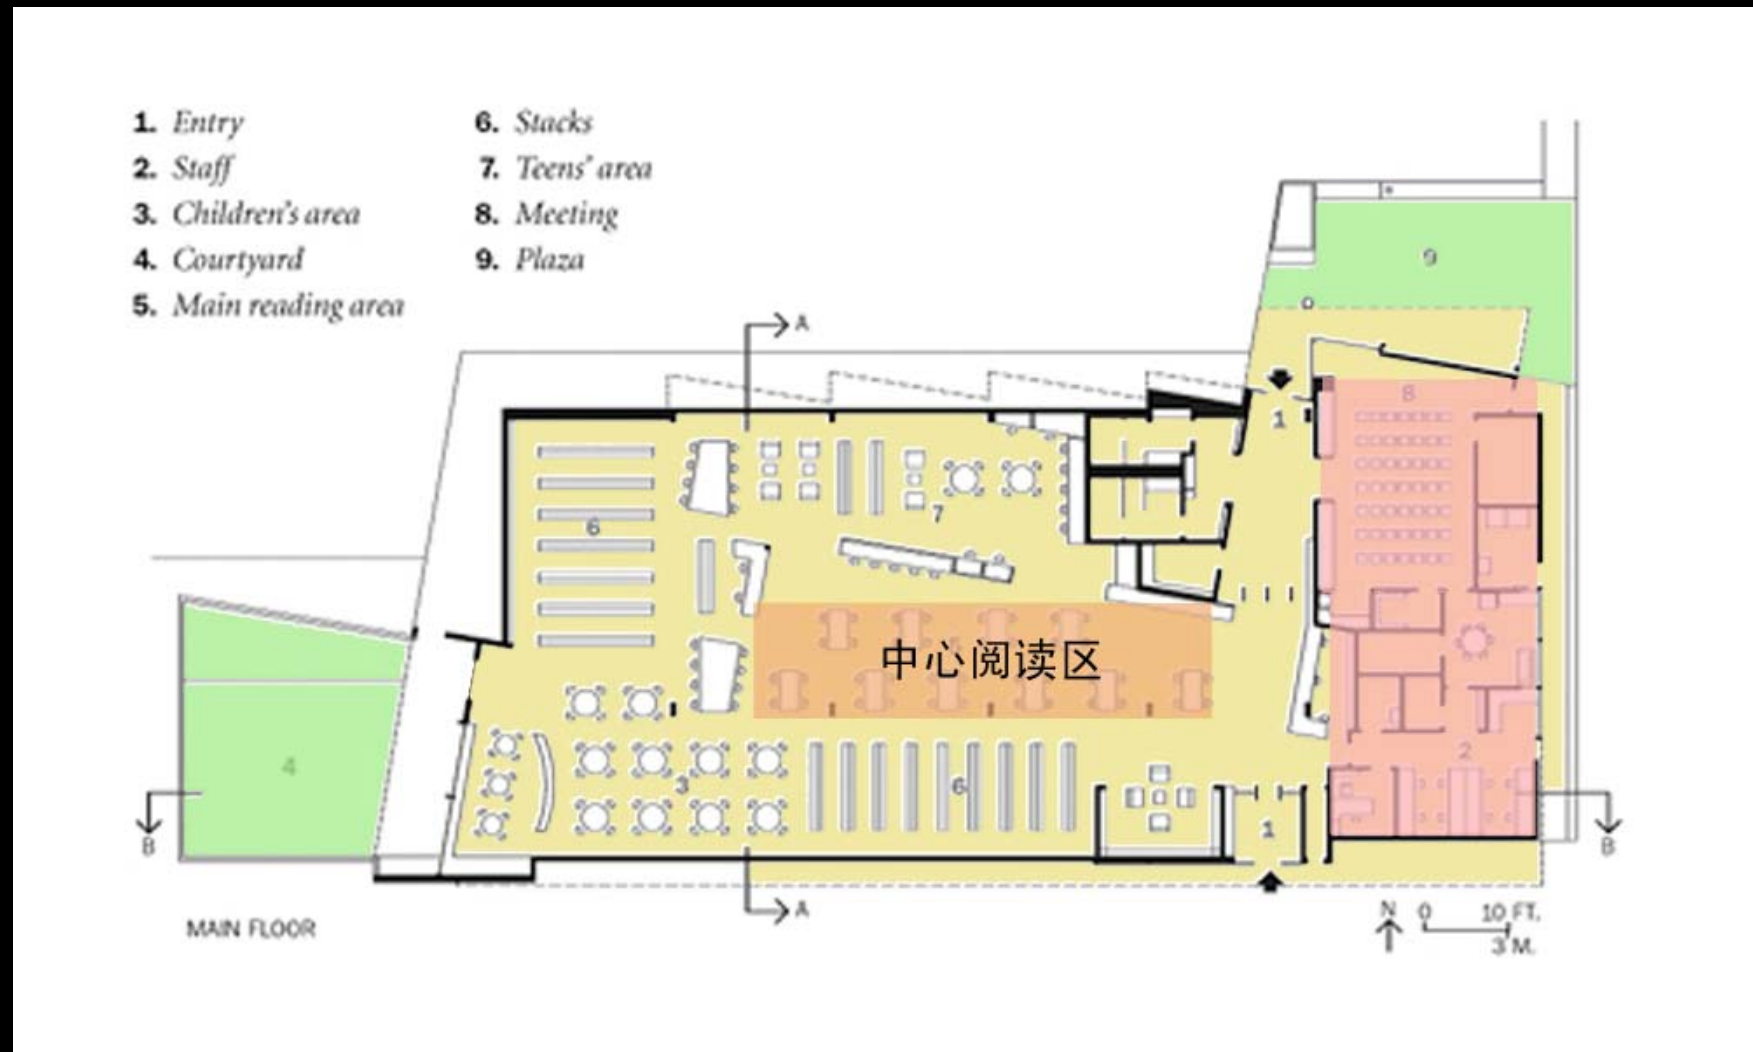 1. Entry
2. Staff
3. Children's area
4. Courtyard
5. Main reading area
6. Stacks
7. Teens' area
8. Meeting
9. Plaza
9
A
8
1
6
7
中心阅读区
4
3
6
2
1
B
B
A
MAIN FLOOR
N 0 10 FT.
3 M.